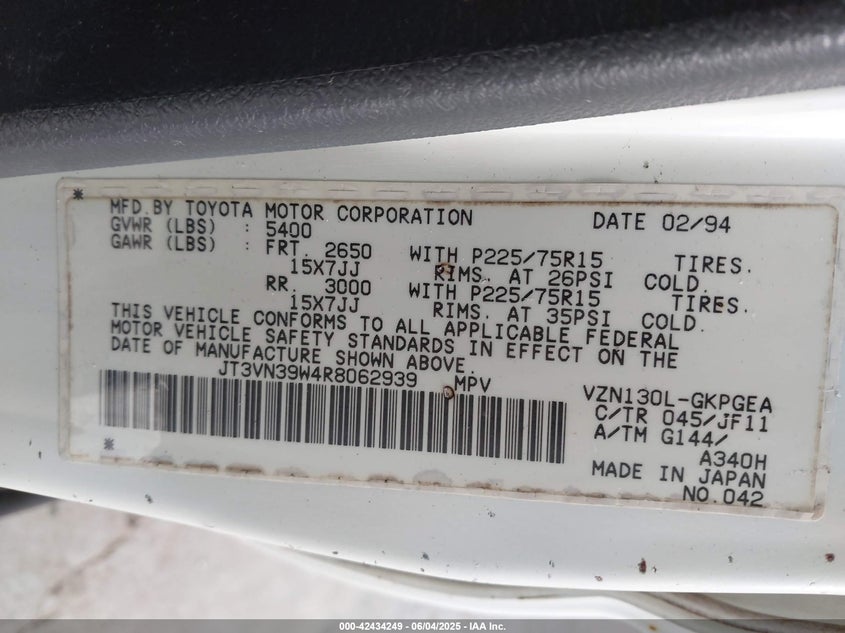 MFD.BY TOYOTA MOTOR CORPORATION DATE 02/94
GVWR (LBS) : 5400
GAWR (LBS) : FRT. 2650 WITH P225/75R15 TIRES.
15X7JJ RIMS. AT 26PSI COLD.
RR. 3000 WITH P225/75R15 TIRES.
15X7JJ RIMS. AT 35PSI COLD.
THIS VEHICLE CONFORMS TO ALL APPLICABLE FEDERAL
MOTOR VEHICLE SAFETY STANDARDS IN EFFECT ON THE
DATE OF MANUFACTURE SHOWN ABOVE.
JT3VN39W4R8062939 MPV
VZN130L-GKPGEA
C/TR 045/JF11
A/TM G144/
A340H
MADE IN JAPAN
NO.042
000-42434249 - 06/04/2025 - IAA Inc.